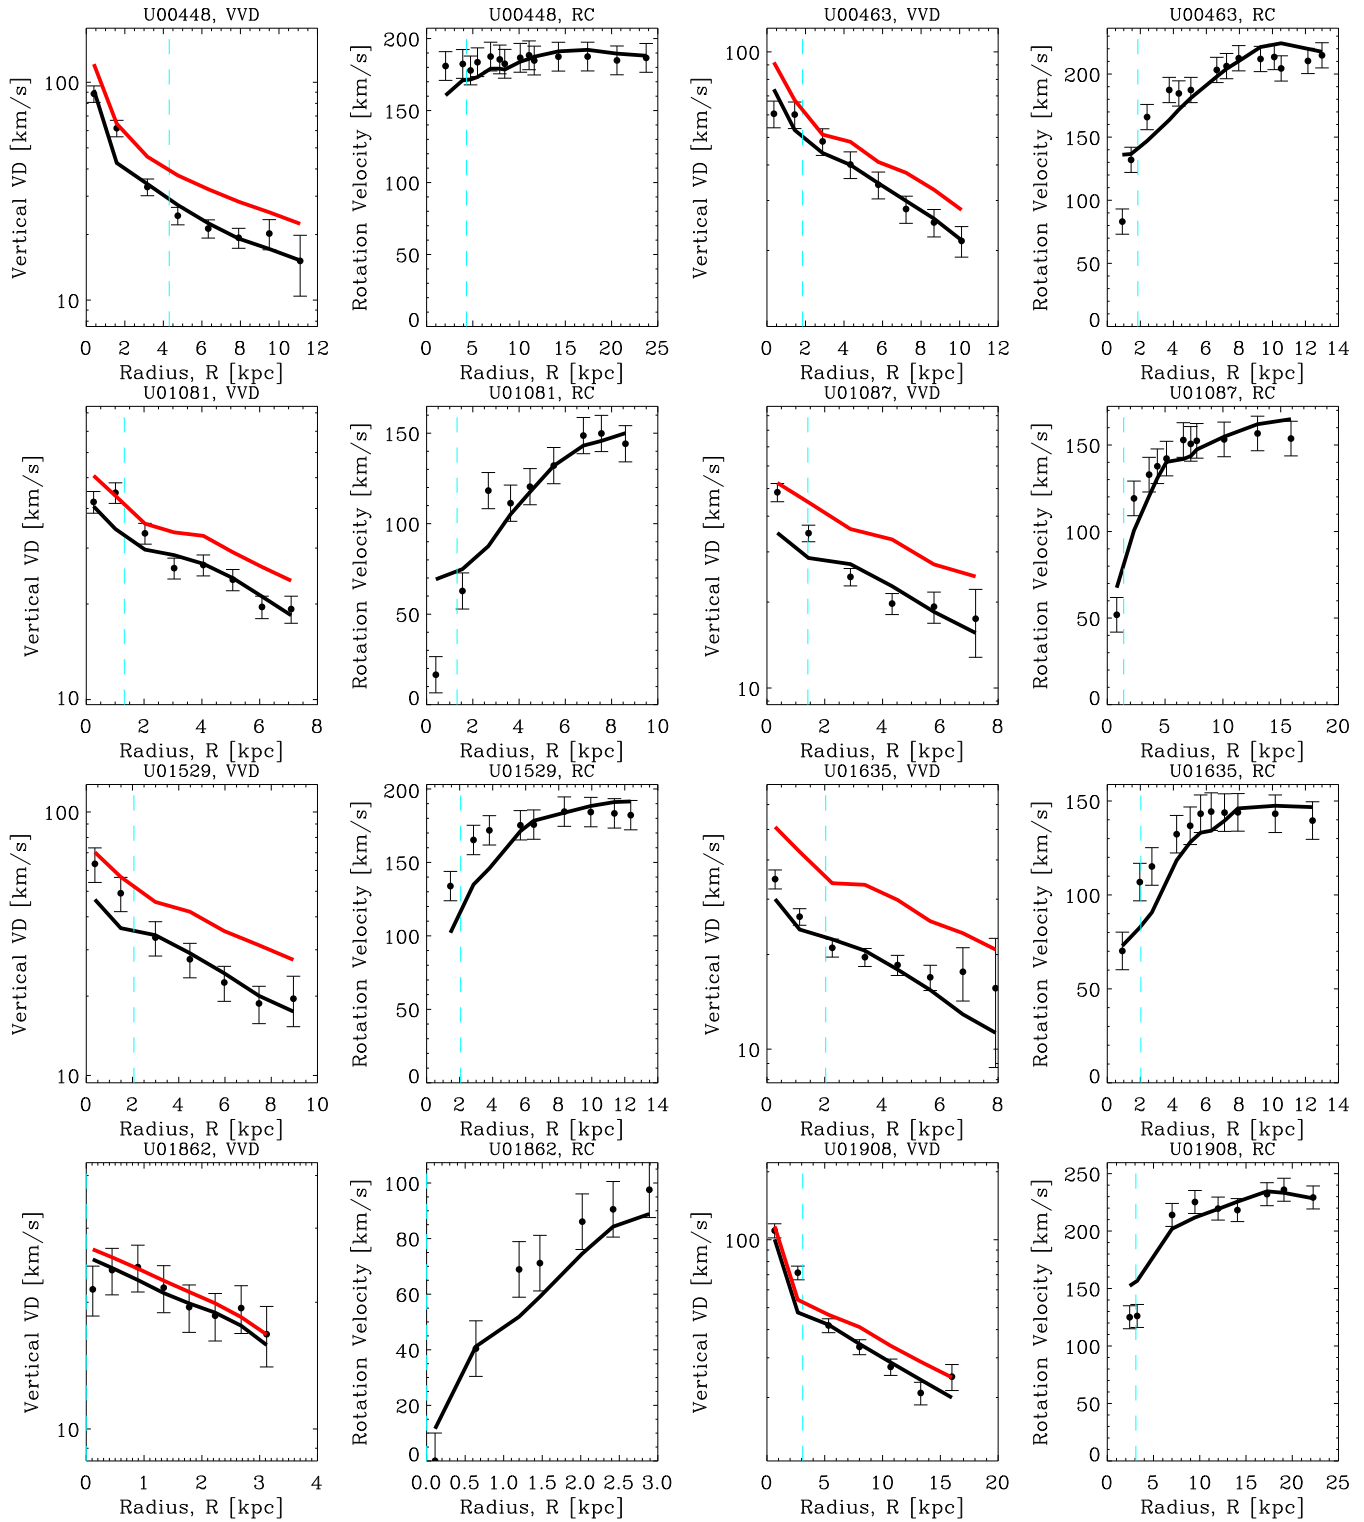 U00448, VVD
U00448, RC
U00463, VVD
U00463, RC
Vertical VD [km/s]
100
10
0 2 4 6 8 10 12
Radius, R [kpc]
Rotation Velocity [km/s]
200
150
100
50
0
0 5 10 15 20 25
Radius, R [kpc]
Vertical VD [km/s]
100
0 2 4 6 8 10 12
Radius, R [kpc]
Rotation Velocity [km/s]
200
150
100
50
0
0 2 4 6 8 10 12 14
Radius, R [kpc]
U01081, VVD
U01081, RC
U01087, VVD
U01087, RC
Vertical VD [km/s]
10
0 2 4 6 8
Radius, R [kpc]
Rotation Velocity [km/s]
150
100
50
0
0 2 4 6 8 10
Radius, R [kpc]
Vertical VD [km/s]
10
0 2 4 6 8
Radius, R [kpc]
Rotation Velocity [km/s]
150
100
50
0
0 5 10 15 20
Radius, R [kpc]
U01529, VVD
U01529, RC
U01635, VVD
U01635, RC
Vertical VD [km/s]
100
10
0 2 4 6 8 10
Radius, R [kpc]
Rotation Velocity [km/s]
200
150
100
50
0
0 2 4 6 8 10 12 14
Radius, R [kpc]
Vertical VD [km/s]
10
0 2 4 6 8
Radius, R [kpc]
Rotation Velocity [km/s]
150
100
50
0
0 2 4 6 8 10 12 14
Radius, R [kpc]
U01862, VVD
U01862, RC
U01908, VVD
U01908, RC
Vertical VD [km/s]
10
0 1 2 3 4
Radius, R [kpc]
Rotation Velocity [km/s]
100
80
60
40
20
0
0.0 0.5 1.0 1.5 2.0 2.5 3.0
Radius, R [kpc]
Vertical VD [km/s]
100
0 5 10 15 20
Radius, R [kpc]
Rotation Velocity [km/s]
250
200
150
100
50
0
0 5 10 15 20 25
Radius, R [kpc]